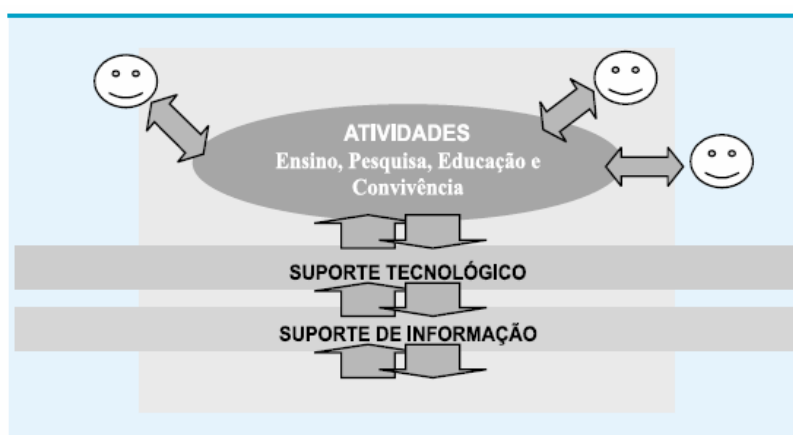 ATIVIDADES
Ensino, Pesquisa, Educação e
Convivência
SUPORTE TECNOLÓGICO
SUPORTE DE INFORMAÇÃO